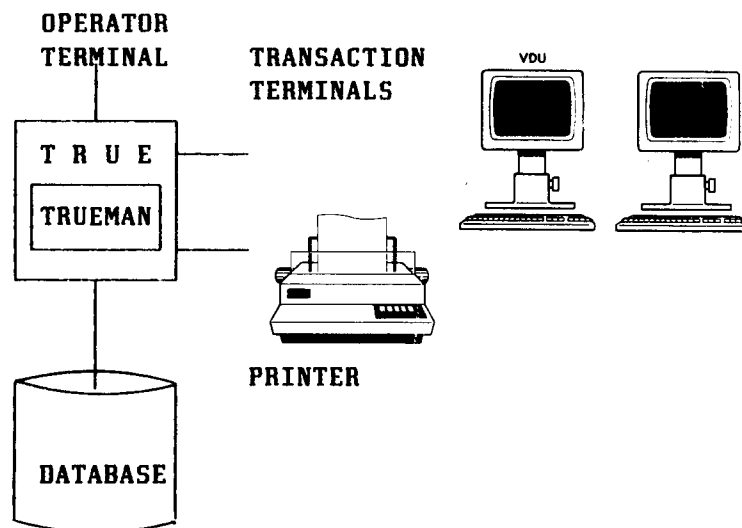 OPERATOR
TERMINAL
TRANSACTION
TERMINALS
VDU
T R U E
TRUEMAN
PRINTER
DATABASE